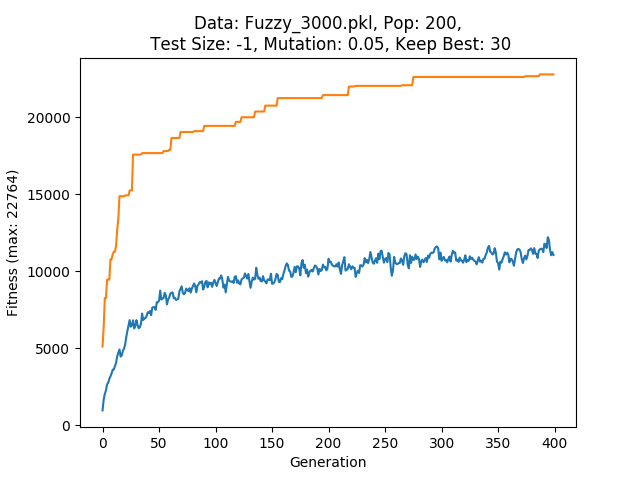 Data: Fuzzy_3000.pkl, Pop: 200,
Test Size: -1, Mutation: 0.05, Keep Best: 30
Fitness (max: 22764)
20000
15000
10000
5000
0
0 50 100 150 200 250 300 350 400
Generation